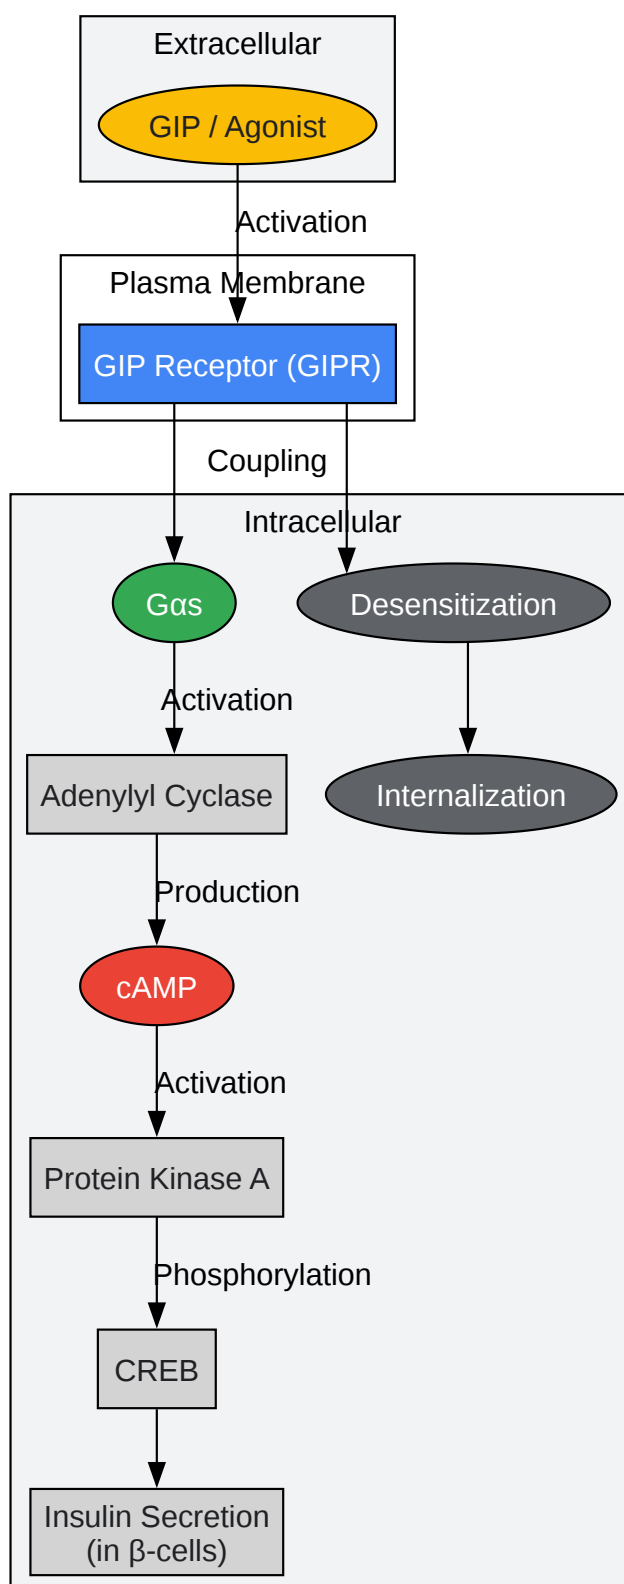 Extracellular
GIP / Agonist
Activation
Plasma Membrane
GIP Receptor (GIPR)
Coupling
Intracellular
Gαs
Desensitization
Activation
Adenylyl Cyclase
Internalization
Production
cAMP
Activation
Protein Kinase A
Phosphorylation
CREB
Insulin Secretion
(in β-cells)